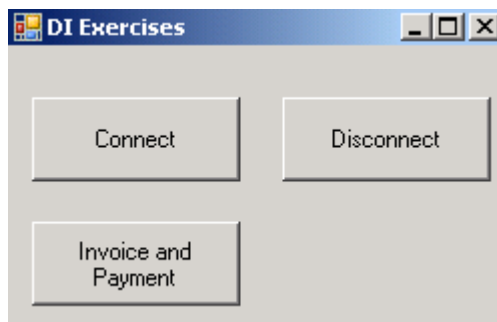 DI Exercises
Connect
Disconnect
Invoice and
Payment